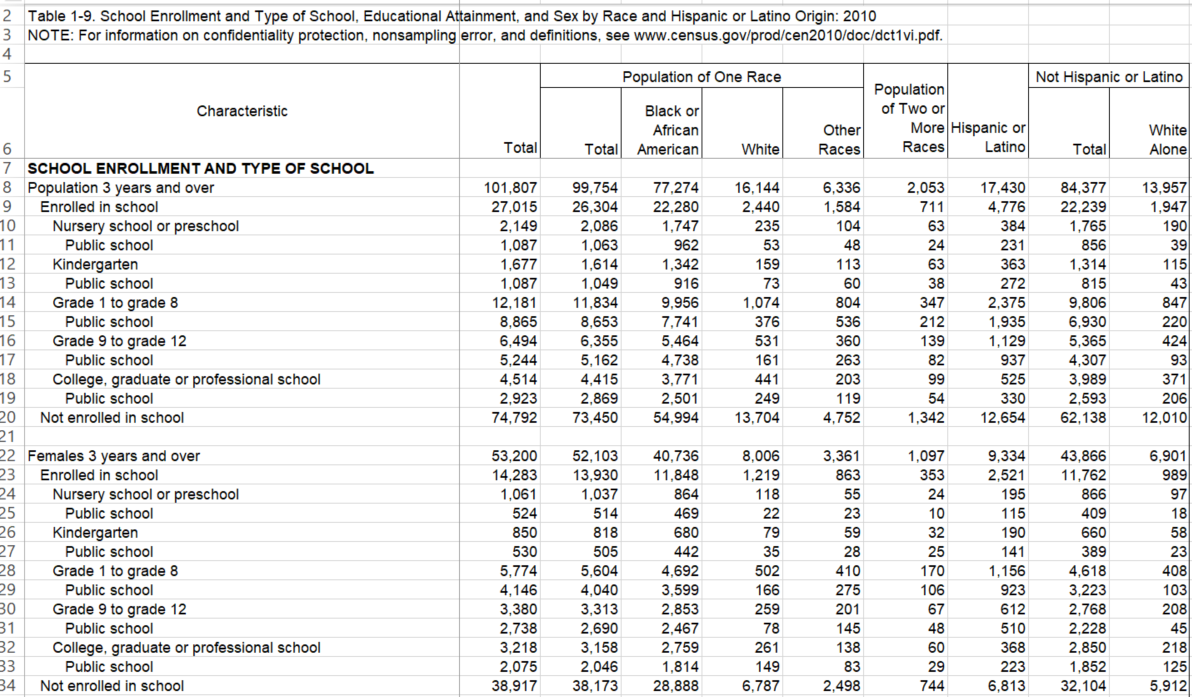 2 Table 1-9. School Enrollment and Type of School, Educational Attainment, and Sex by Race and Hispanic or Latino Origin: 2010
3 NOTE: For information on confidentiality protection, nonsampling error, and definitions, see www.census.gov/prod/cen2010/doc/dct1vi.pdf.
4
5 Population of One Race Not Hispanic or Latino
6 Characteristic Total Total Black or African American White Other Races Population of Two or More Races Hispanic or Latino Total White Alone
7 SCHOOL ENROLLMENT AND TYPE OF SCHOOL
8 Population 3 years and over 101,807 99,754 77,274 16,144 6,336 2,053 17,430 84,377 13,957
9 Enrolled in school 27,015 26,304 22,280 2,440 1,584 711 4,776 22,239 1,947
10 Nursery school or preschool 2,149 2,086 1,747 235 104 63 384 1,765 190
11 Public school 1,087 1,063 962 53 48 24 231 856 39
12 Kindergarten 1,677 1,614 1,342 159 113 63 363 1,314 115
13 Public school 1,087 1,049 916 73 60 38 272 815 43
14 Grade 1 to grade 8 12,181 11,834 9,956 1,074 804 347 2,375 9,806 847
15 Public school 8,865 8,653 7,741 376 536 212 1,935 6,930 220
16 Grade 9 to grade 12 6,494 6,355 5,464 531 360 139 1,129 5,365 424
17 Public school 5,244 5,162 4,738 161 263 82 937 4,307 93
18 College, graduate or professional school 4,514 4,415 3,771 441 203 99 525 3,989 371
19 Public school 2,923 2,869 2,501 249 119 54 330 2,593 206
20 Not enrolled in school 74,792 73,450 54,994 13,704 4,752 1,342 12,654 62,138 12,010
21
22 Females 3 years and over 53,200 52,103 40,736 8,006 3,361 1,097 9,334 43,866 6,901
23 Enrolled in school 14,283 13,930 11,848 1,219 863 353 2,521 11,762 989
24 Nursery school or preschool 1,061 1,037 864 118 55 24 195 866 97
25 Public school 524 514 469 22 23 10 115 409 18
26 Kindergarten 850 818 680 79 59 32 190 660 58
27 Public school 530 505 442 35 28 25 141 389 23
28 Grade 1 to grade 8 5,774 5,604 4,692 502 410 170 1,156 4,618 408
29 Public school 4,146 4,040 3,599 166 275 106 923 3,223 103
30 Grade 9 to grade 12 3,380 3,313 2,853 259 201 67 612 2,768 208
31 Public school 2,738 2,690 2,467 78 145 48 510 2,228 45
32 College, graduate or professional school 3,218 3,158 2,759 261 138 60 368 2,850 218
33 Public school 2,075 2,046 1,814 149 83 29 223 1,852 125
34 Not enrolled in school 38,917 38,173 28,888 6,787 2,498 744 6,813 32,104 5,912